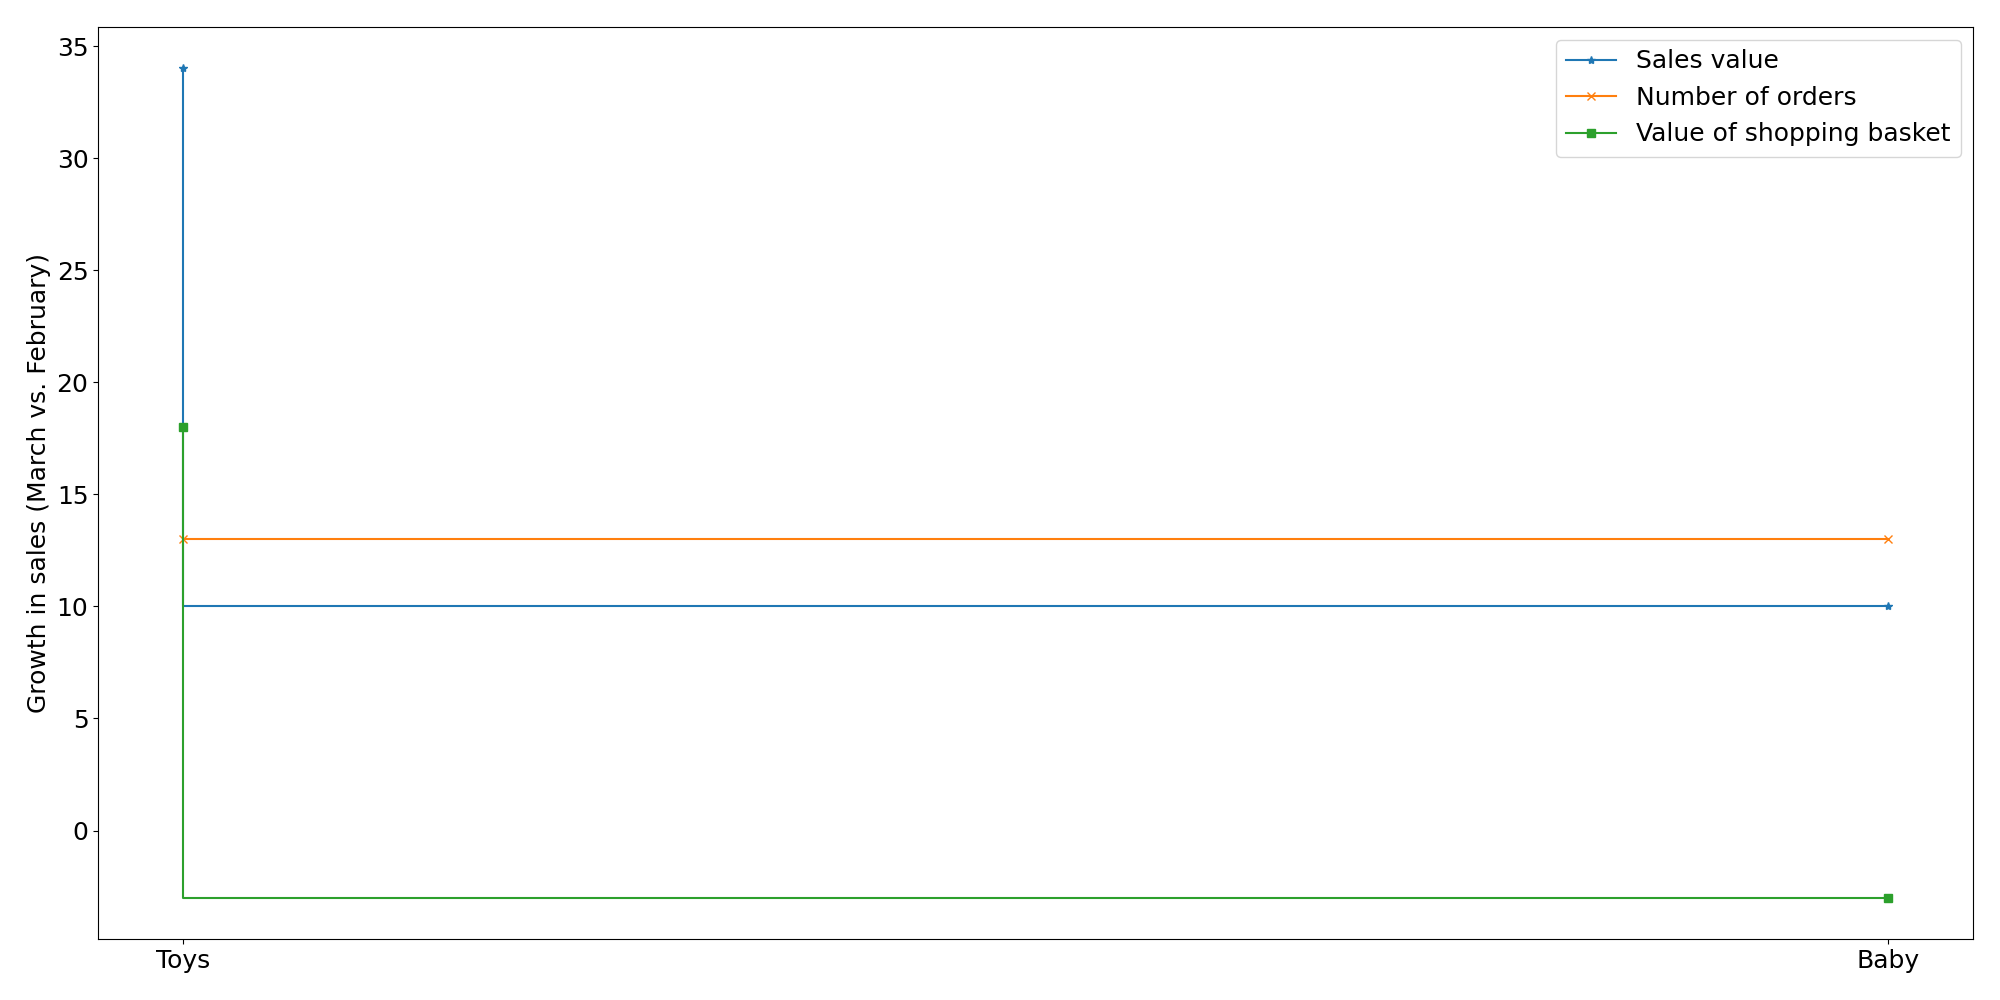 Growth in sales (March vs. February)
35
30
25
20
15
10
5
0
Toys
Baby
Sales value
Number of orders
Value of shopping basket